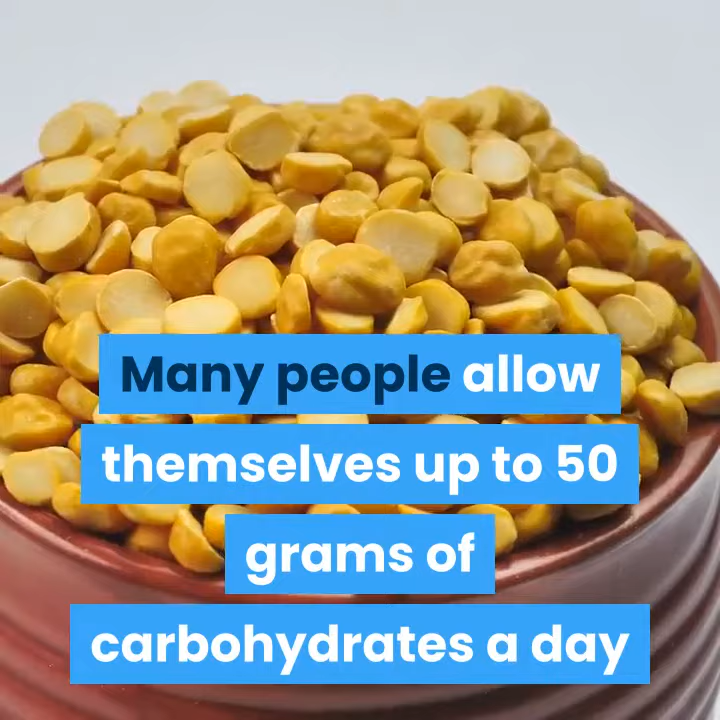 Many people allow
themselves up to 50
grams of
carbohydrates a day